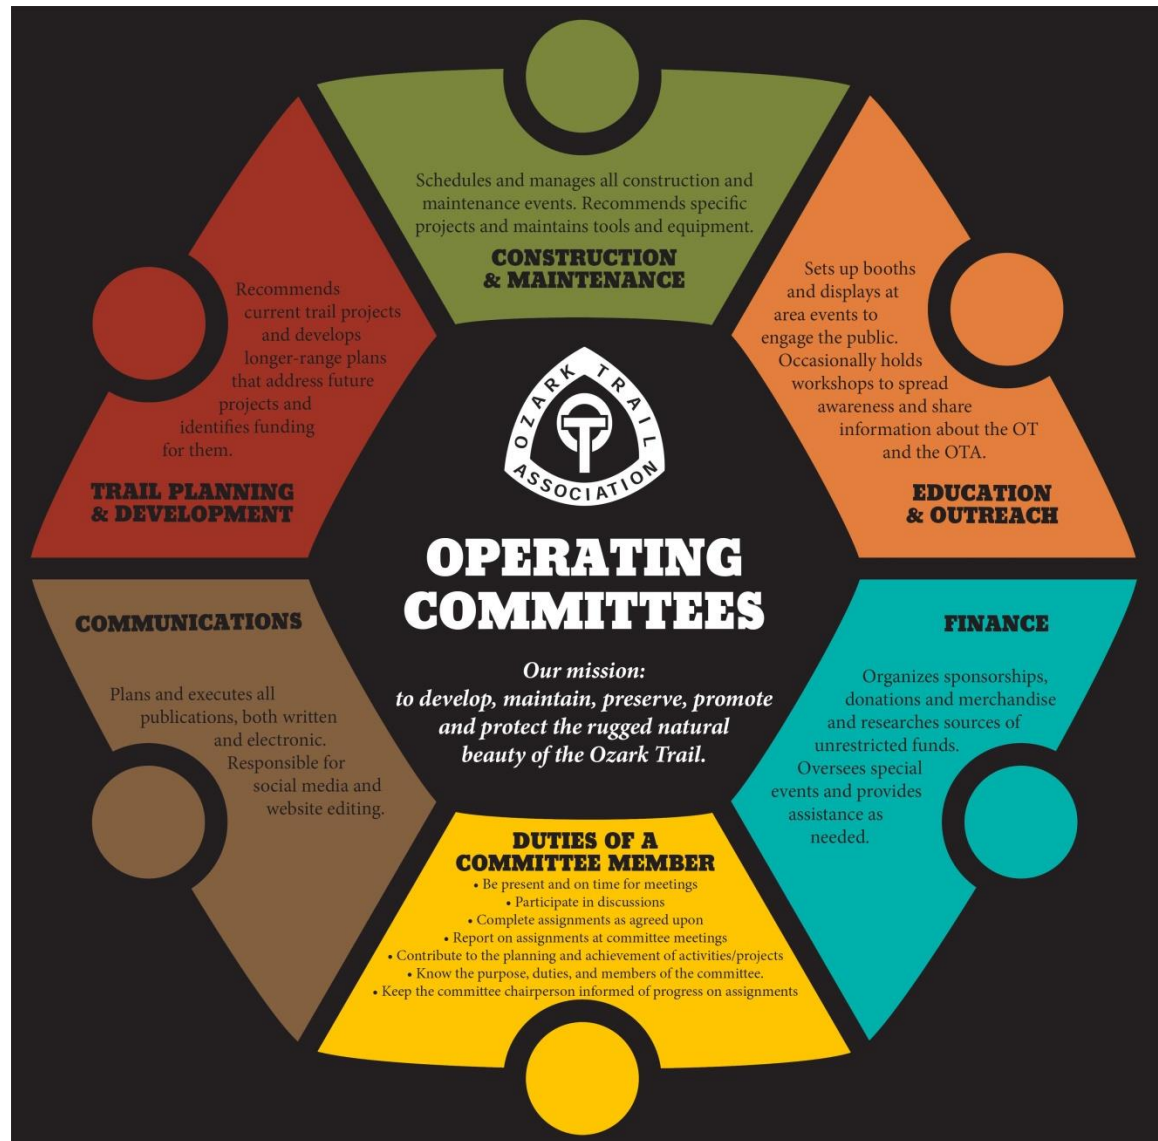 Schedules and manages all construction and
maintenance events. Recommends specific
projects and maintains tools and equipment.
CONSTRUCTION
& MAINTENANCE
Sets up booths
and displays at
area events to
engage the public.
Occasionally holds
workshops to spread
awareness and share
information about the OT
and the OTA.
EDUCATION
& OUTREACH
FINANCE
Organizes sponsorships,
donations and merchandise
and researches sources of
unrestricted funds.
Oversees special
events and provides
assistance as
needed.
DUTIES OF A
COMMITTEE MEMBER
• Be present and on time for meetings
• Participate in discussions
• Complete assignments as agreed upon
• Report on assignments at committee meetings
• Contribute to the planning and achievement of activities/projects
• Know the purpose, duties, and members of the committee.
• Keep the committee chairperson informed of progress on assignments
COMMUNICATIONS
Plans and executes all
publications, both written
and electronic.
Responsible for
social media and
website editing.
Recommends
current trail projects
and develops
longer-range plans
that address future
projects and
identifies funding
for them.
TRAIL PLANNING
& DEVELOPMENT
OZARK TRAIL
ASSOCIATION
OPERATING
COMMITTEES
Our mission:
to develop, maintain, preserve, promote
and protect the rugged natural
beauty of the Ozark Trail.